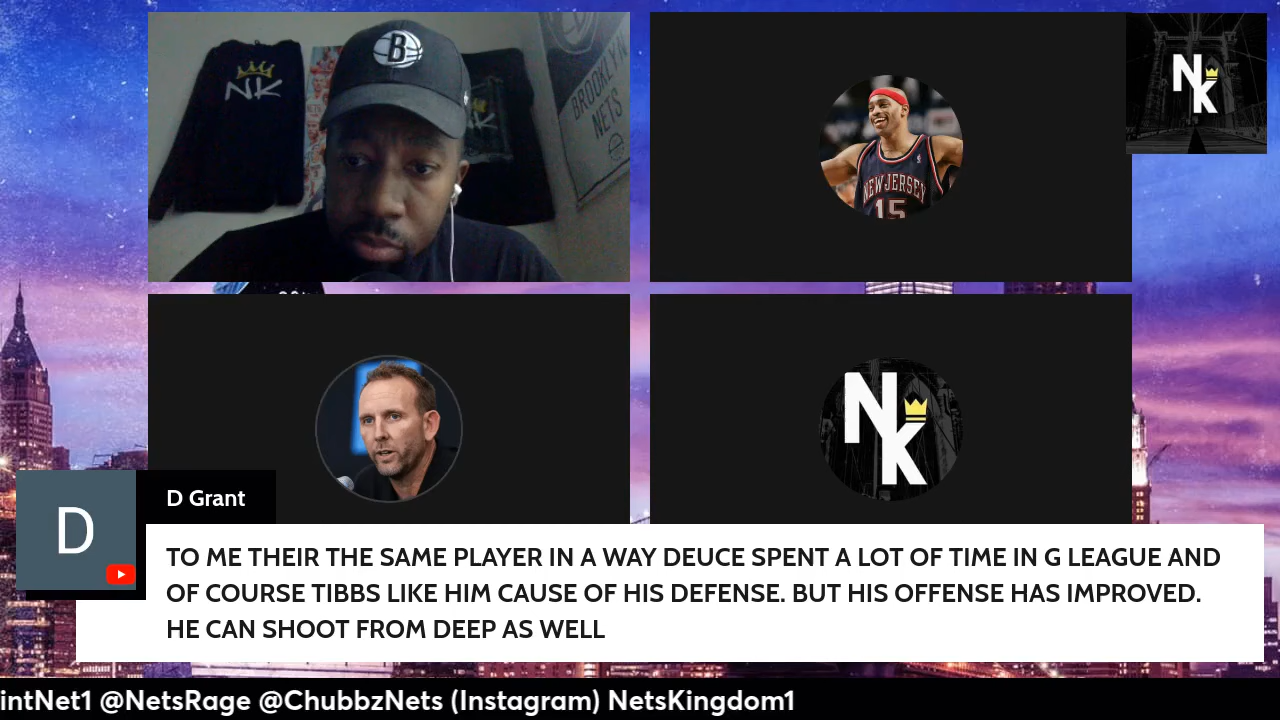 NK
B
BROOKLYN
NETS
NK
NEW JERSEY
15
NK
NK
D
D Grant
TO ME THEIR THE SAME PLAYER IN A WAY DEUCE SPENT A LOT OF TIME IN G LEAGUE AND
OF COURSE TIBBS LIKE HIM CAUSE OF HIS DEFENSE. BUT HIS OFFENSE HAS IMPROVED.
HE CAN SHOOT FROM DEEP AS WELL
intNet1 @NetsRage @ChubbzNets (Instagram) NetsKingdom1